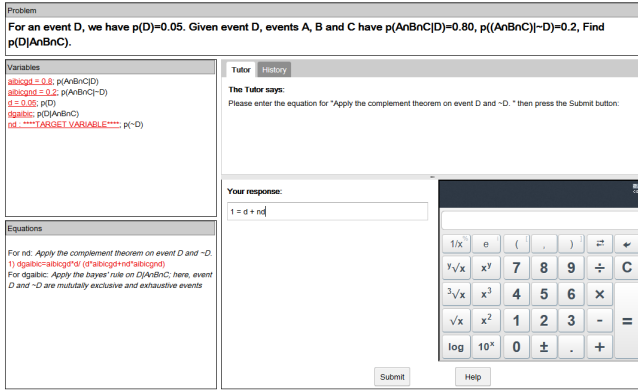 Problem
For an event D, we have p(D)=0.05. Given event D, events A, B and C have p(AnBnC|D)=0.80, p((AnBnC)|~D)=0.2, Find
p(D|AnBnC).
Variables
aibicgd = 0.8; p(AnBnC|D)
aibicgnd = 0.2; p(AnBnC|~D)
d = 0.05; p(D)
dgaibic; p(D|AnBnC)
nd : ****TARGET VARIABLE****; p(~D)
Tutor History
The Tutor says:
Please enter the equation for "Apply the complement theorem on event D and ~D. " then press the Submit button:
Your response:
1 = d + nd
Equations
For nd: Apply the complement theorem on event D and ~D.
1) dgaibic=aibicgd*d/ (d*aibicgd+nd*aibicgnd)
For dgaibic: Apply the bayes' rule on D|AnBnC; here, event
D and ~D are mututally exclusive and exhaustive events
1/x e ( , )
y√x x^y 7 8 9 ÷ C
3√x x^3 4 5 6 ×
√x x^2 1 2 3 - =
log 10^x 0 ± . +
Submit Help